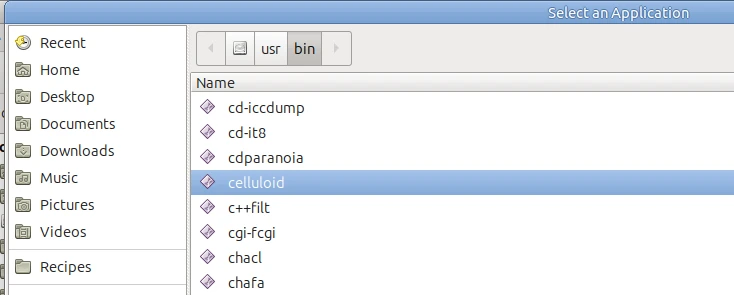 Select an Application
Recent
Home
Desktop
Documents
Downloads
Music
Pictures
Videos
Recipes
usr bin
Name
cd-iccdump
cd-it8
cdparanoia
celluloid
c++filt
cgi-fcgi
chacl
chafa